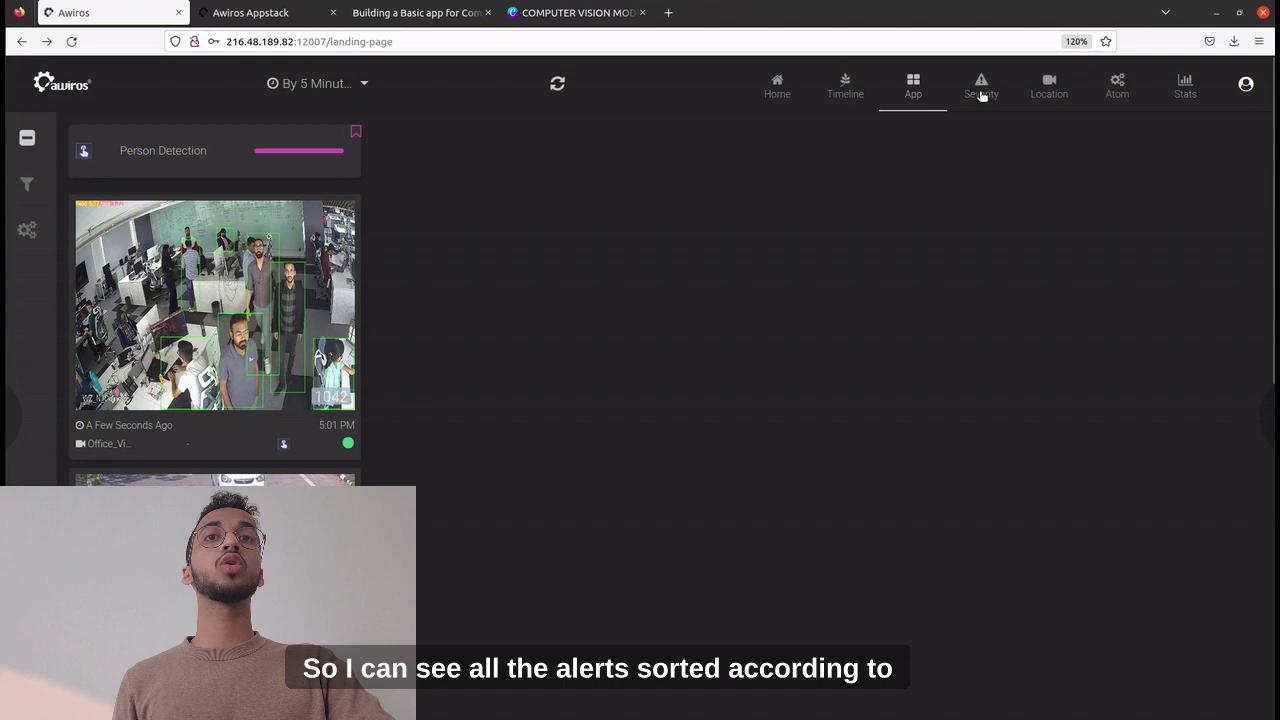 Awiros
Awiros Appstack
Building a Basic app for Com
COMPUTER VISION MOD
216.48.189.82:12007/landing-page
120%
awiros
By 5 Minut...
Home
Timeline
App
Severity
Location
Atom
Stats
Person Detection
1042
A Few Seconds Ago
5:01 PM
Office_Vi...
-
So I can see all the alerts sorted according to